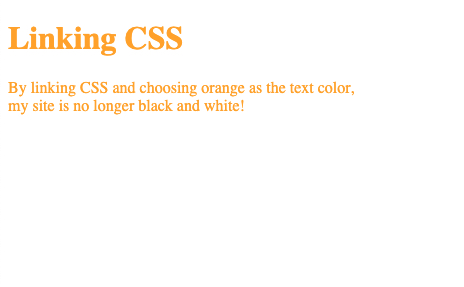 Linking CSS
By linking CSS and choosing orange as the text color,
my site is no longer black and white!